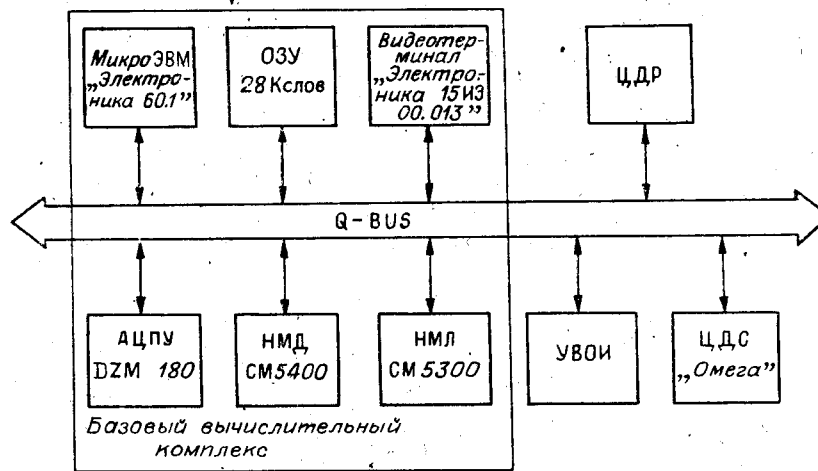 МикроЭВМ
„Электро-
ника 60.1”
ОЗУ
28 Кслов
Видеотер-
минал
„Электро-
ника 15ИЭ
00.013”
ЦДР
Q-BUS
АЦПУ
DZM 180
НМД
СМ5400
НМЛ
СМ 5300
УВОИ
ЦДС
„Омега”
Базовый вычислительный
комплекс